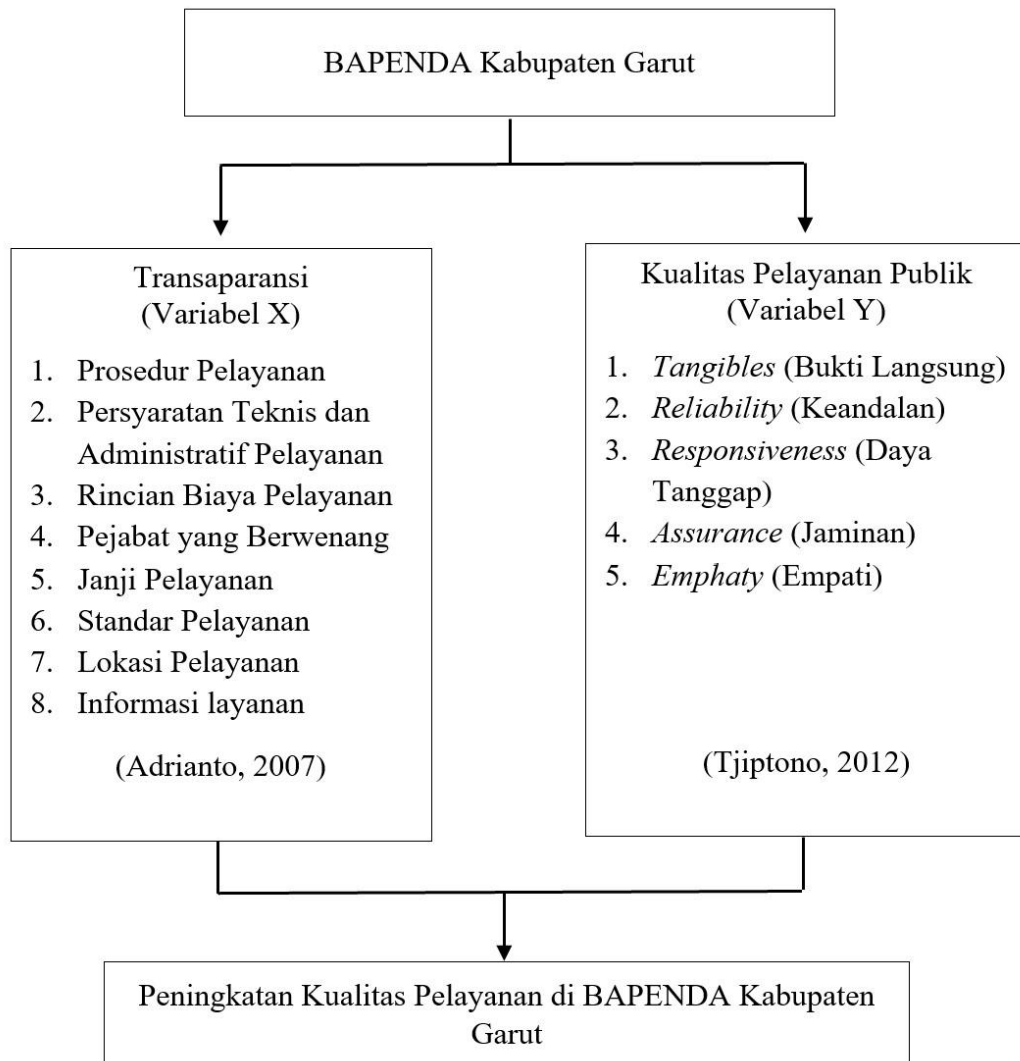 BAPENDA Kabupaten Garut
Transaparansi
(Variabel X)
1. Prosedur Pelayanan
2. Persyaratan Teknis dan
Administratif Pelayanan
3. Rincian Biaya Pelayanan
4. Pejabat yang Berwenang
5. Janji Pelayanan
6. Standar Pelayanan
7. Lokasi Pelayanan
8. Informasi layanan
(Adrianto, 2007)
Kualitas Pelayanan Publik
(Variabel Y)
1. Tangibles (Bukti Langsung)
2. Reliability (Keandalan)
3. Responsiveness (Daya
Tanggap)
4. Assurance (Jaminan)
5. Emphaty (Empati)
(Tjiptono, 2012)
Peningkatan Kualitas Pelayanan di BAPENDA Kabupaten
Garut